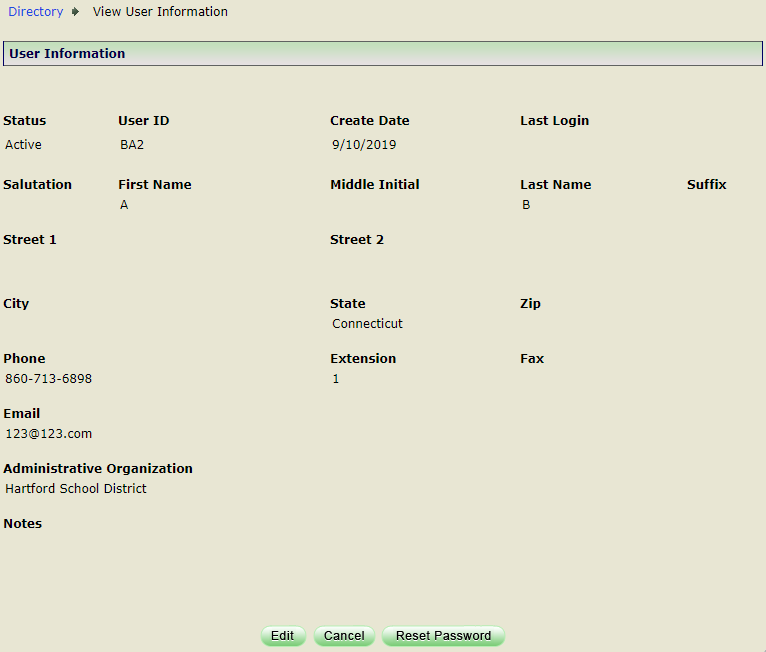 Directory View User Information
User Information
Status User ID Create Date Last Login
Active BA2 9/10/2019
Salutation First Name Middle Initial Last Name Suffix
A B
Street 1 Street 2
City State Zip
Connecticut
Phone Extension Fax
860-713-6898 1
Email
123@123.com
Administrative Organization
Hartford School District
Notes
Edit Cancel Reset Password